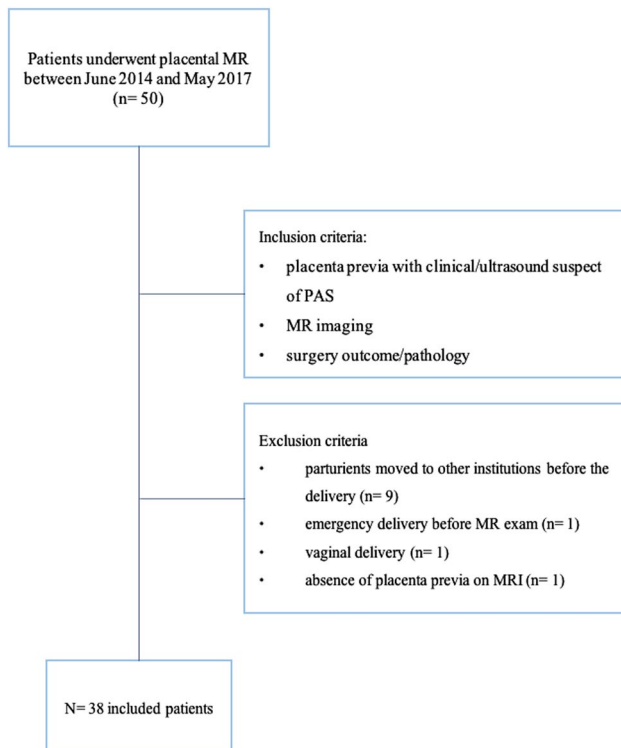 Patients underwent placental MR
between June 2014 and May 2017
(n= 50)
Inclusion criteria:
• placenta previa with clinical/ultrasound suspect
of PAS
• MR imaging
• surgery outcome/pathology
Exclusion criteria
• parturients moved to other institutions before the
delivery (n= 9)
• emergency delivery before MR exam (n= 1)
• vaginal delivery (n= 1)
• absence of placenta previa on MRI (n= 1)
N= 38 included patients